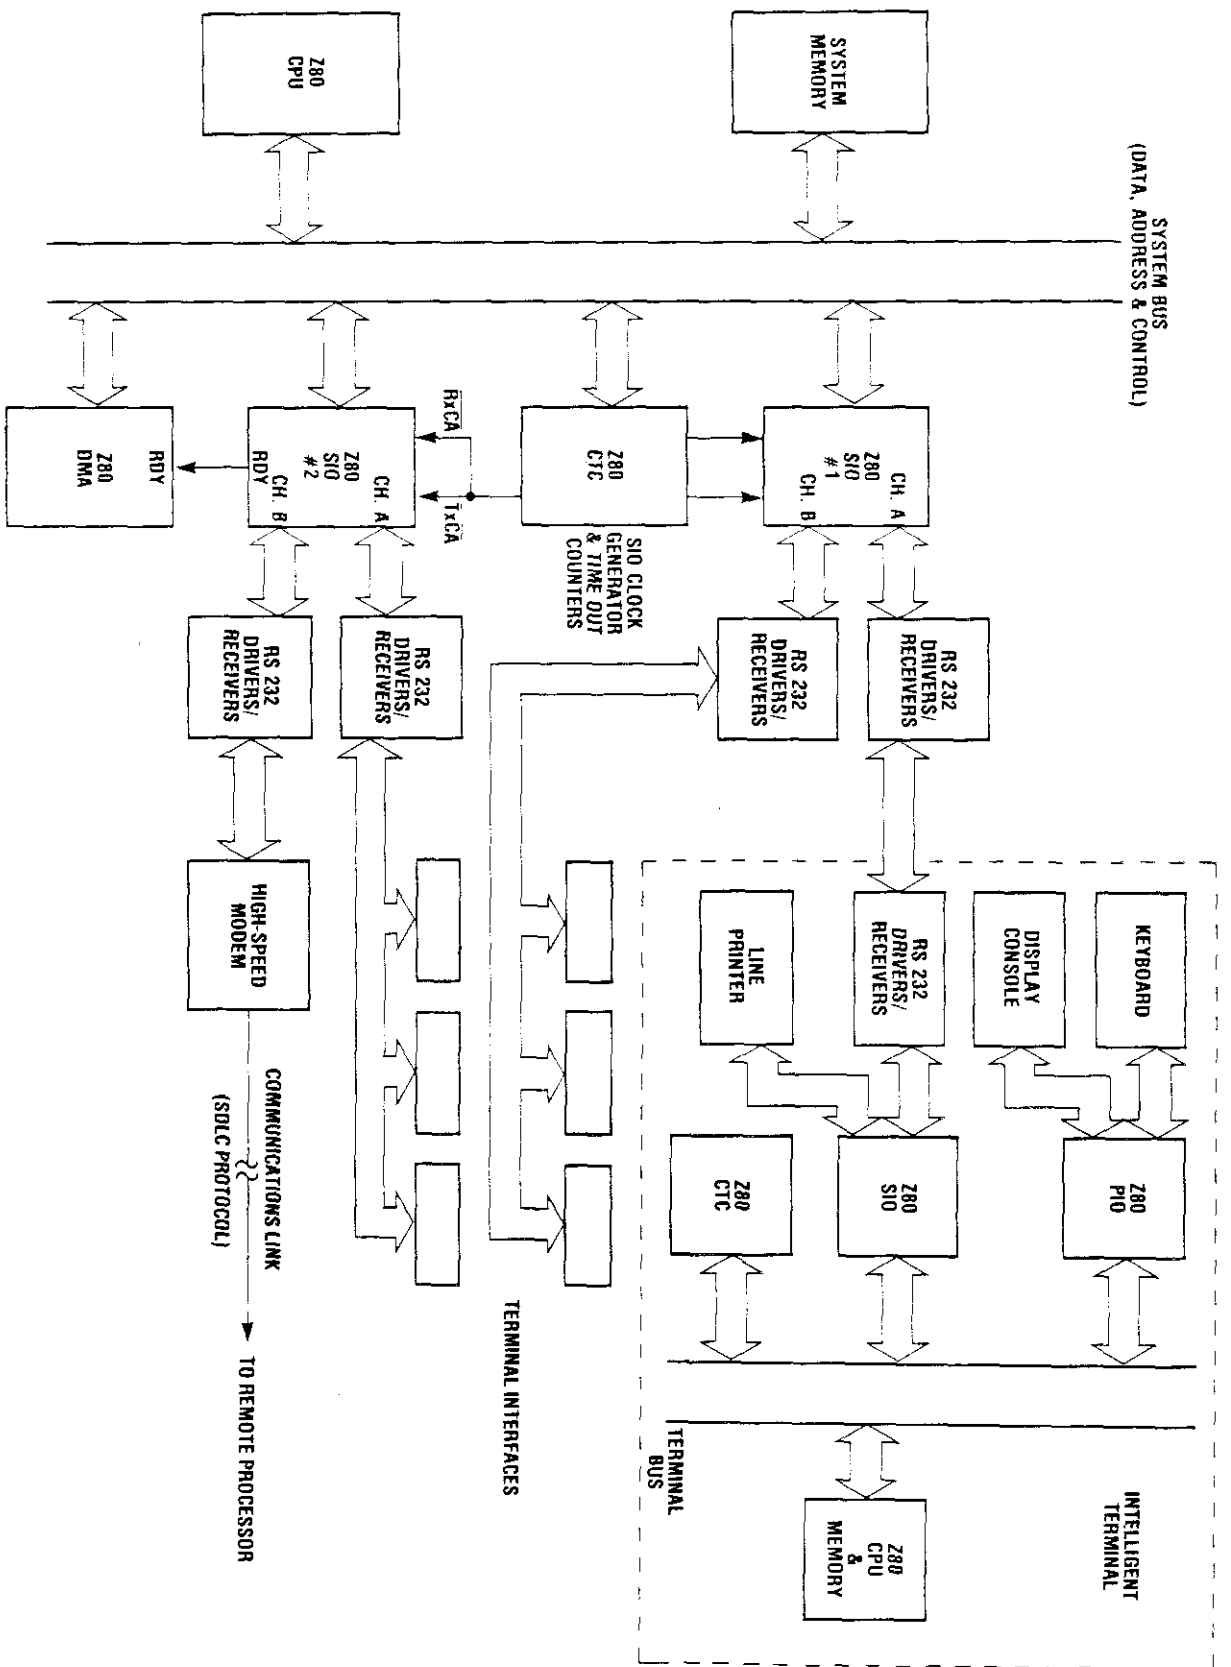 SYSTEM BUS
(DATA, ADDRESS & CONTROL)
SYSTEM
MEMORY
Z80
CPU
Z80
SIO
#1
CH. A
CH. B
Z80
CTC
SIO CLOCK
GENERATOR
& TIME OUT
COUNTERS
RxCA
TxCA
Z80
SIO
#2
CH. A
CH. B
RDY
Z80
DMA
RDY
RS 232
DRIVERS/
RECEIVERS
RS 232
DRIVERS/
RECEIVERS
RS 232
DRIVERS/
RECEIVERS
RS 232
DRIVERS/
RECEIVERS
INTELLIGENT
TERMINAL
KEYBOARD
DISPLAY
CONSOLE
RS 232
DRIVERS/
RECEIVERS
LINE
PRINTER
Z80
PIO
Z80
SIO
Z80
CTC
TERMINAL
BUS
Z80
CPU
&
MEMORY
TERMINAL INTERFACES
HIGH-SPEED
MODEM
COMMUNICATIONS LINK
(SDLC PROTOCOL)
TO REMOTE PROCESSOR